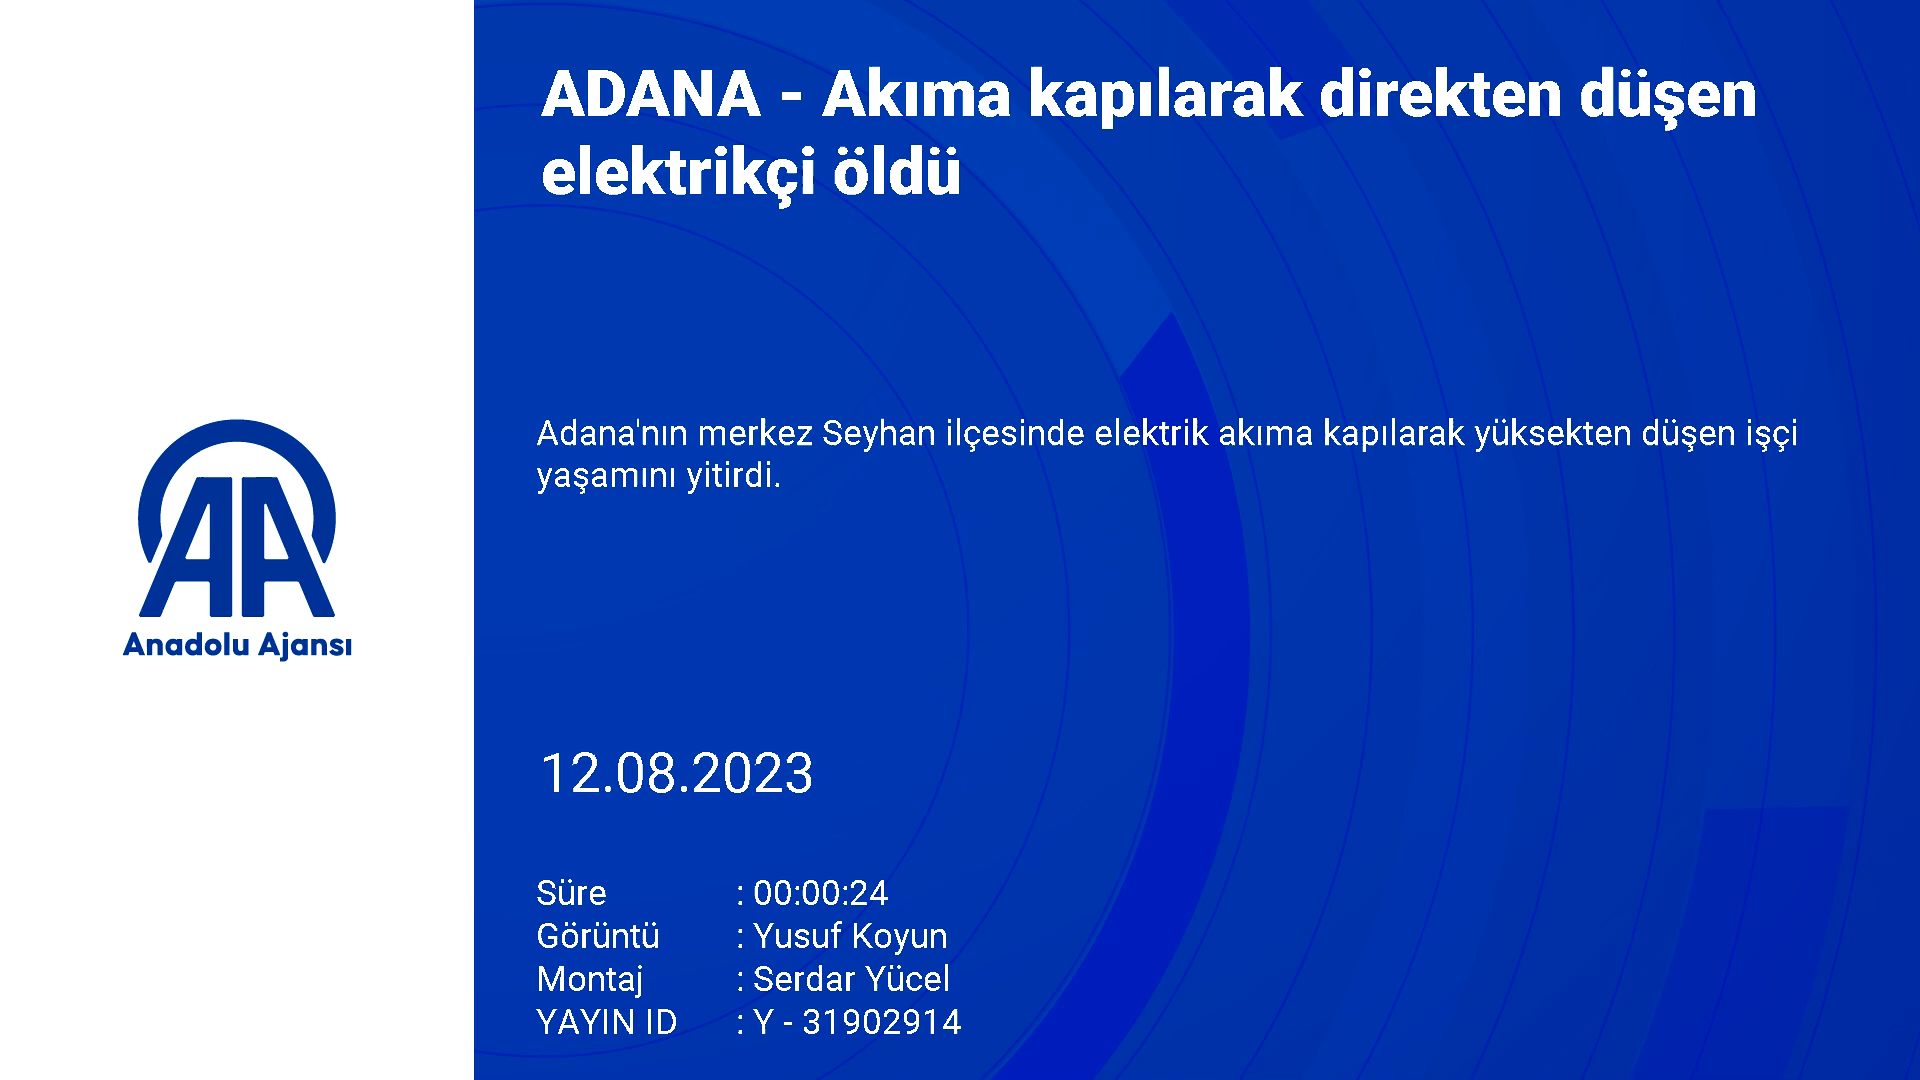 ADANA - Akıma kapılarak direkten düşen
elektrikçi öldü
Adana'nın merkez Seyhan ilçesinde elektrik akıma kapılarak yüksekten düşen işçi
yaşamını yitirdi.
AA
Anadolu Ajansı
12.08.2023
Süre : 00:00:24
Görüntü : Yusuf Koyun
Montaj : Serdar Yücel
YAYIN ID : Y - 31902914